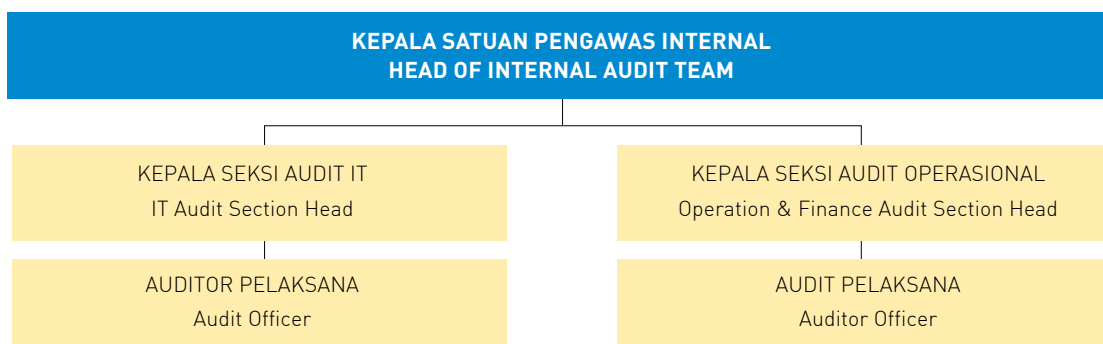 KEPALA SATUAN PENGAWAS INTERNAL
HEAD OF INTERNAL AUDIT TEAM
KEPALA SEKSI AUDIT IT
IT Audit Section Head
KEPALA SEKSI AUDIT OPERASIONAL
Operation & Finance Audit Section Head
AUDITOR PELAKSANA
Audit Officer
AUDIT PELAKSANA
Auditor Officer